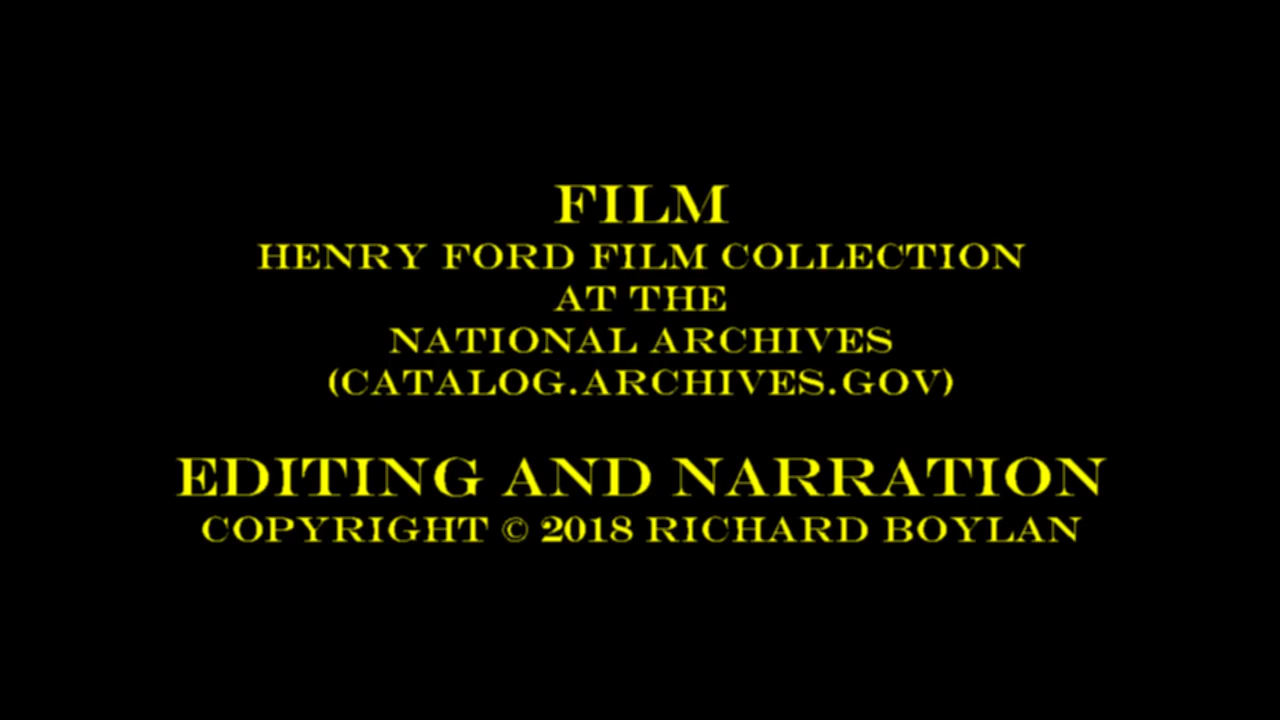 FILM
HENRY FORD FILM COLLECTION
AT THE
NATIONAL ARCHIVES
(CATALOG.ARCHIVES.GOV)
EDITING AND NARRATION
COPYRIGHT © 2018 RICHARD BOYLAN